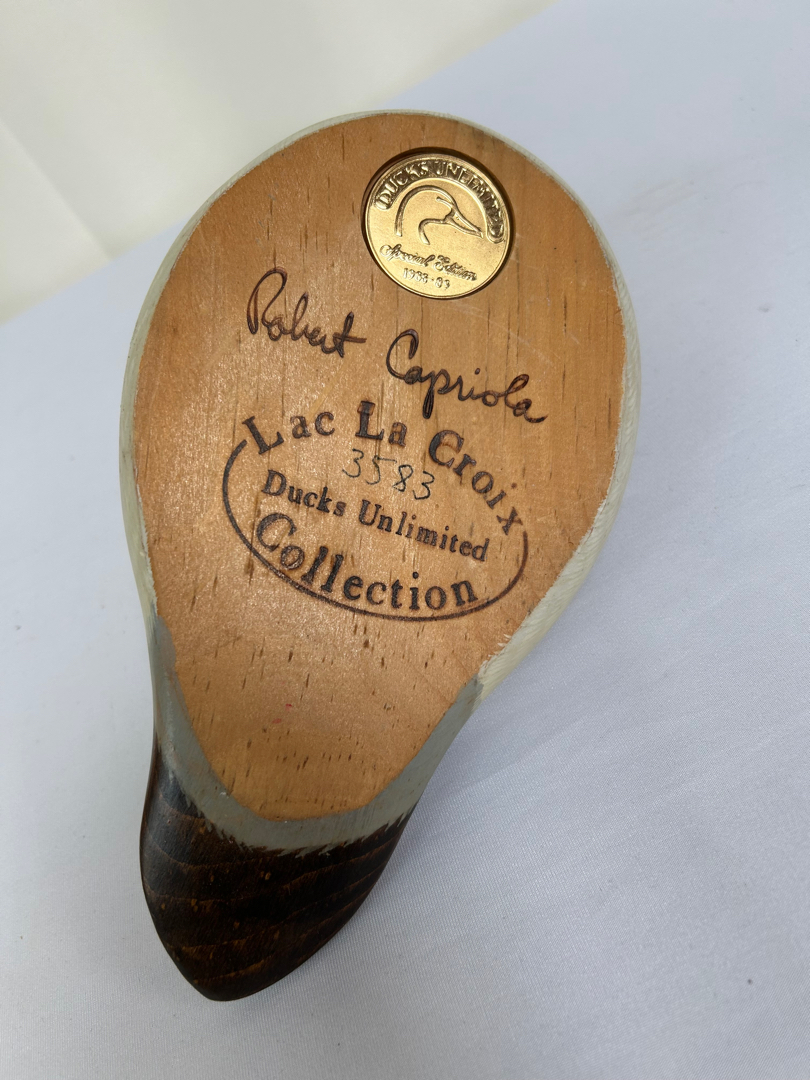 DUCKS UNLIMITED
Special Edition
1988-89
Robert Capriola
Lac La Croix
3583
Ducks Unlimited
Collection